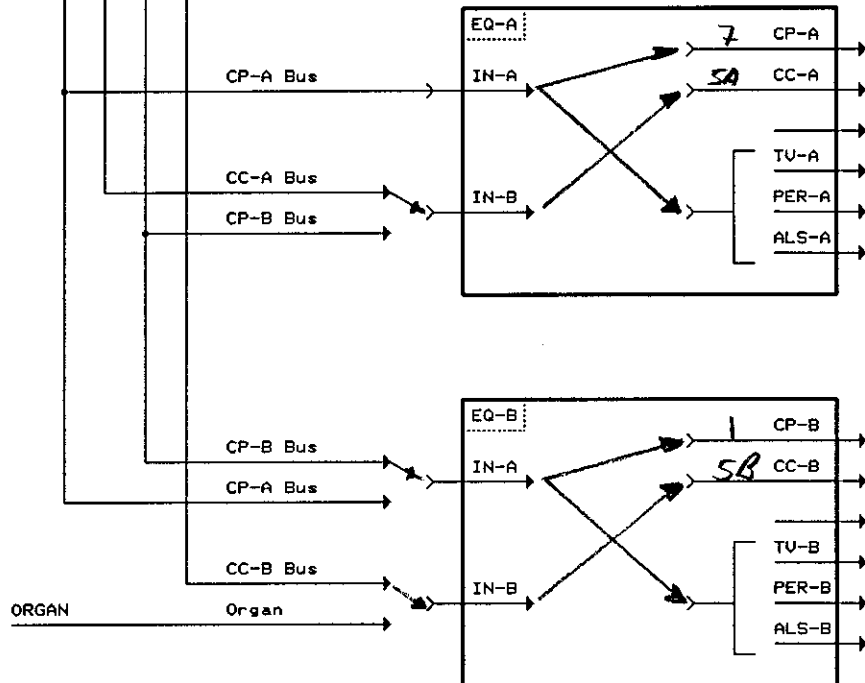 EQ-A
7 CP-A
CP-A Bus IN-A 5A CC-A
TV-A
CC-A Bus
IN-B PER-A
CP-B Bus
ALS-A
EQ-B
1 CP-B
CP-B Bus
IN-A 5B CC-B
CP-A Bus
TV-B
CC-B Bus
IN-B PER-B
ORGAN Organ
ALS-B